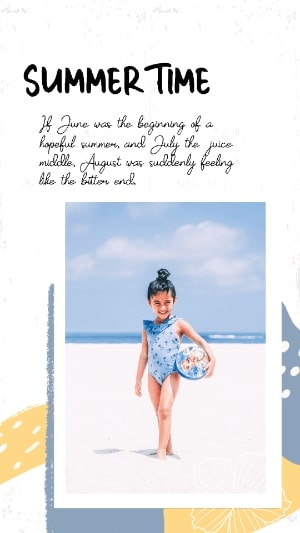 SUMMER TIME
If June was the beginning of a
hopeful summer, and July the juice
middle, August was suddenly feeling
like the bitter end.